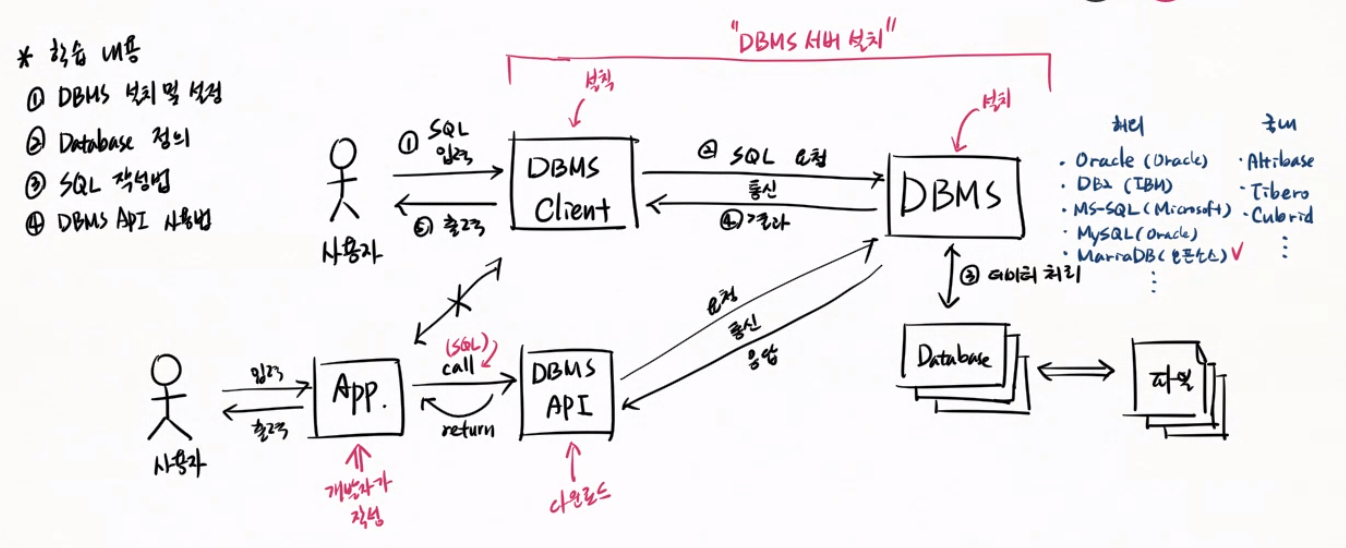 * 학습 내용
① DBMS 설치 및 설정
② Database 정의
③ SQL 작성법
④ DBMS API 사용법
"DBMS 서버 설치"
설치
설치
사용자
① SQL
입력
⑤ 출력
DBMS
Client
② SQL 요청
통신
④ 결과
DBMS
해외
• Oracle (Oracle)
• DB2 (IBM)
• MS-SQL (Microsoft)
• MySQL (Oracle)
• MariaDB (오픈소스) ✓
⋮
국내
• Altibase
• Tibero
• Cubrid
⋮
③ 데이터 처리
Database
파일
사용자
입력
출력
App.
개발자가
작성
(SQL)
call
return
DBMS
API
다운로드
요청
통신
응답